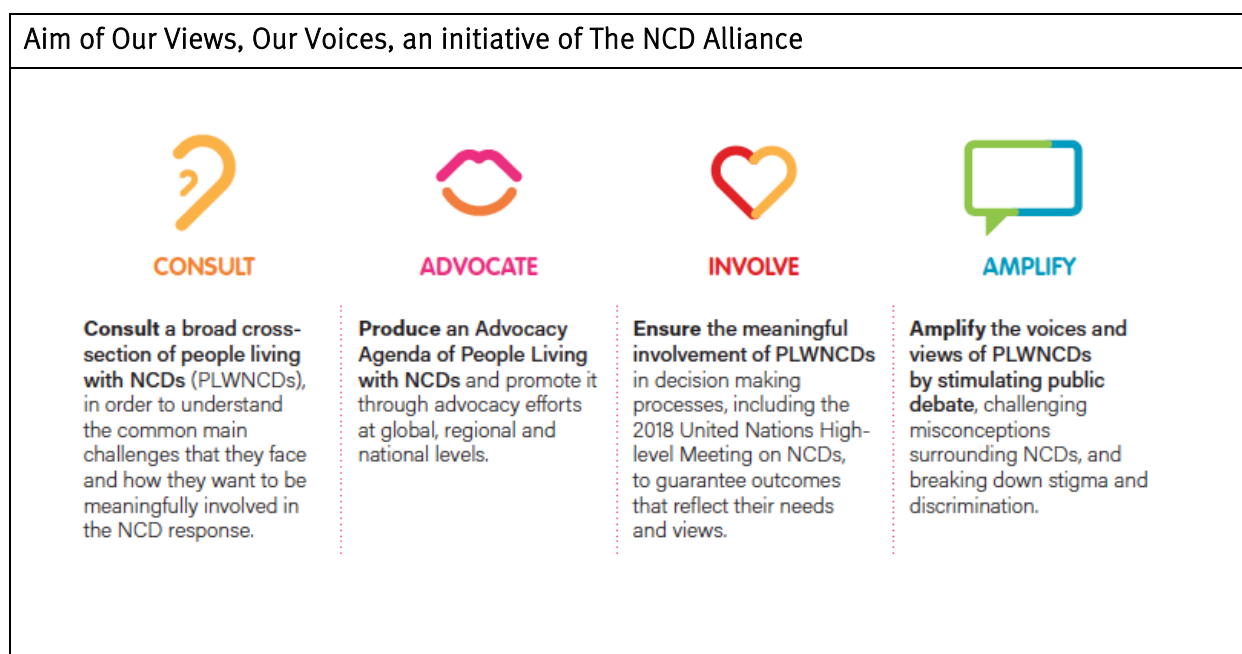 Aim of Our Views, Our Voices, an initiative of The NCD Alliance
CONSULT
Consult a broad cross-
section of people living
with NCDs (PLWNCDs),
in order to understand
the common main
challenges that they face
and how they want to be
meaningfully involved in
the NCD response.
ADVOCATE
Produce an Advocacy
Agenda of People Living
with NCDs and promote it
through advocacy efforts
at global, regional and
national levels.
INVOLVE
Ensure the meaningful
involvement of PLWNCDs
in decision making
processes, including the
2018 United Nations High-
level Meeting on NCDs,
to guarantee outcomes
that reflect their needs
and views.
AMPLIFY
Amplify the voices and
views of PLWNCDs
by stimulating public
debate, challenging
misconceptions
surrounding NCDs, and
breaking down stigma and
discrimination.